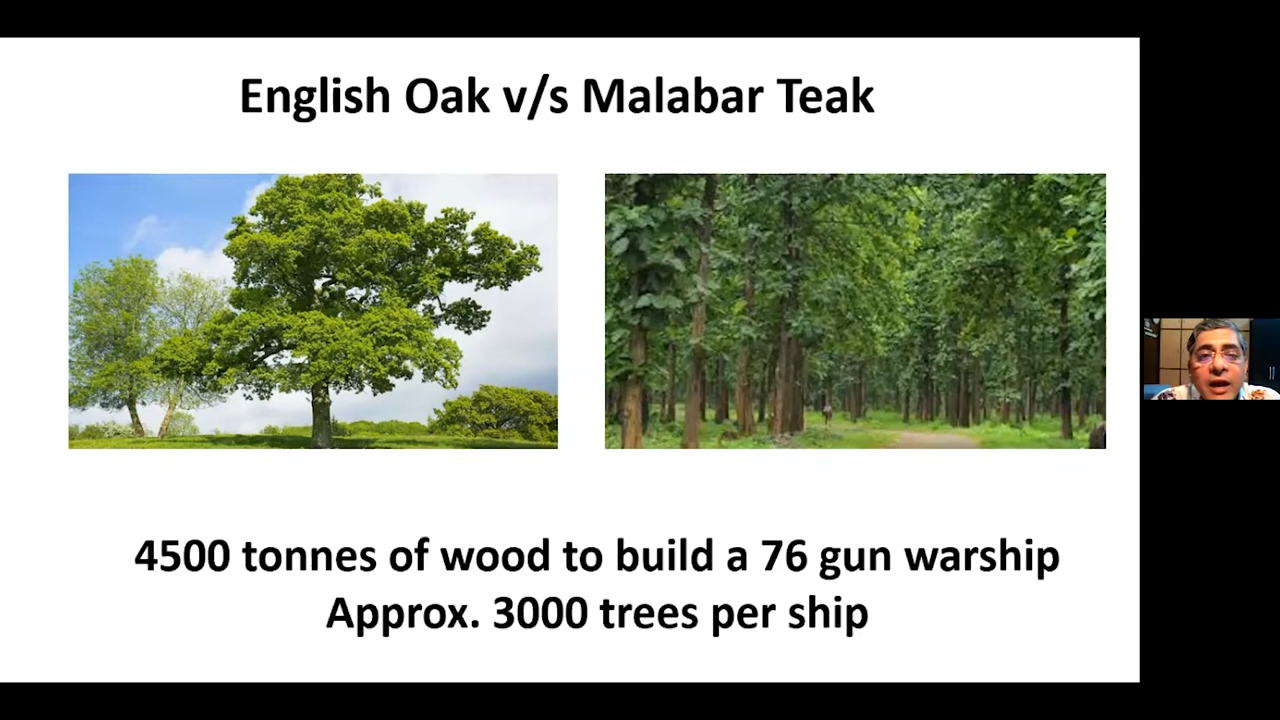 English Oak v/s Malabar Teak
4500 tonnes of wood to build a 76 gun warship
Approx. 3000 trees per ship